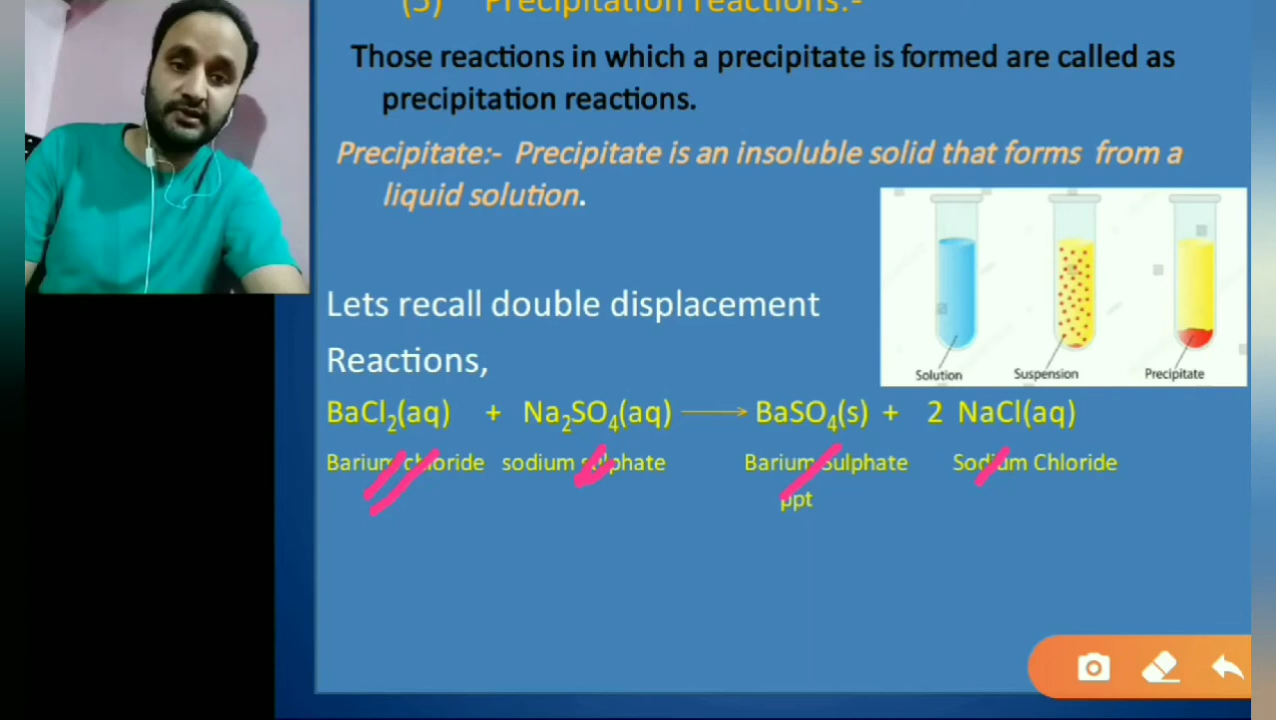 (5) Precipitation reactions:-
Those reactions in which a precipitate is formed are called as
precipitation reactions.
Precipitate:- Precipitate is an insoluble solid that forms from a
liquid solution.
Solution Suspension Precipitate
Lets recall double displacement
Reactions,
BaCl₂(aq) + Na₂SO₄(aq) ⟶ BaSO₄(s) + 2 NaCl(aq)
Barium chloride sodium sulphate Barium Sulphate Sodium Chloride
ppt